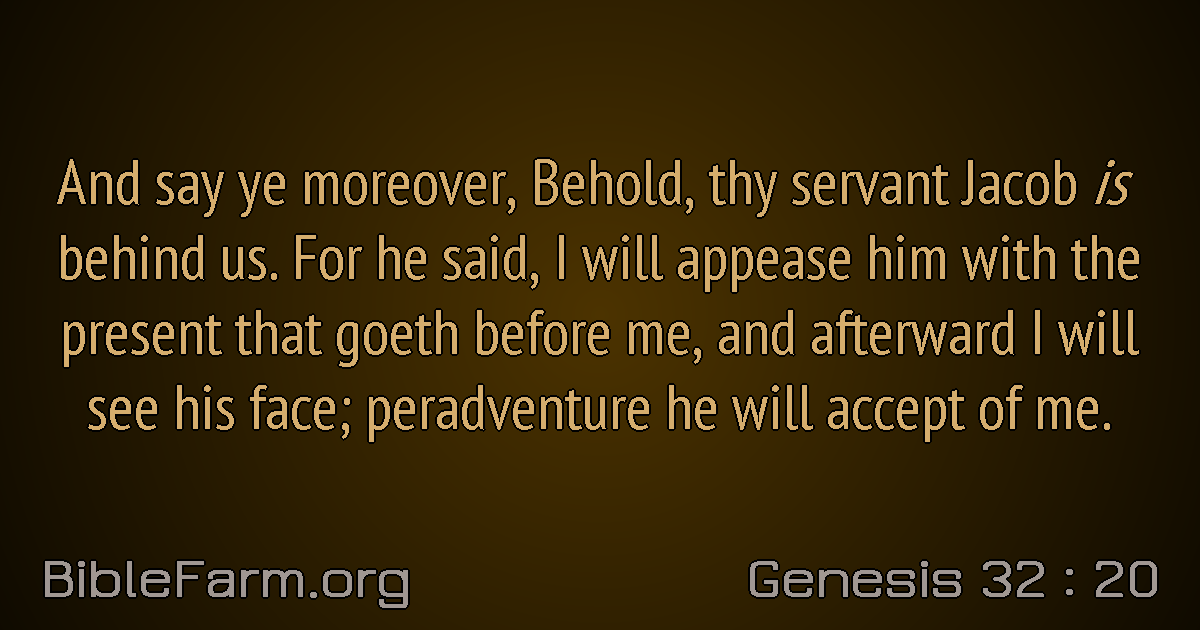 And say ye moreover, Behold, thy servant Jacob is
behind us. For he said, I will appease him with the
present that goeth before me, and afterward I will
see his face; peradventure he will accept of me.
BibleFarm.org
Genesis 32 : 20